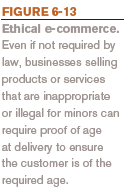 FIGURE 6-13
Ethical e-commerce.
Even if not required by
law, businesses selling
products or services
that are inappropriate
or illegal for minors can
require proof of age
at delivery to ensure
the customer is of the
required age.